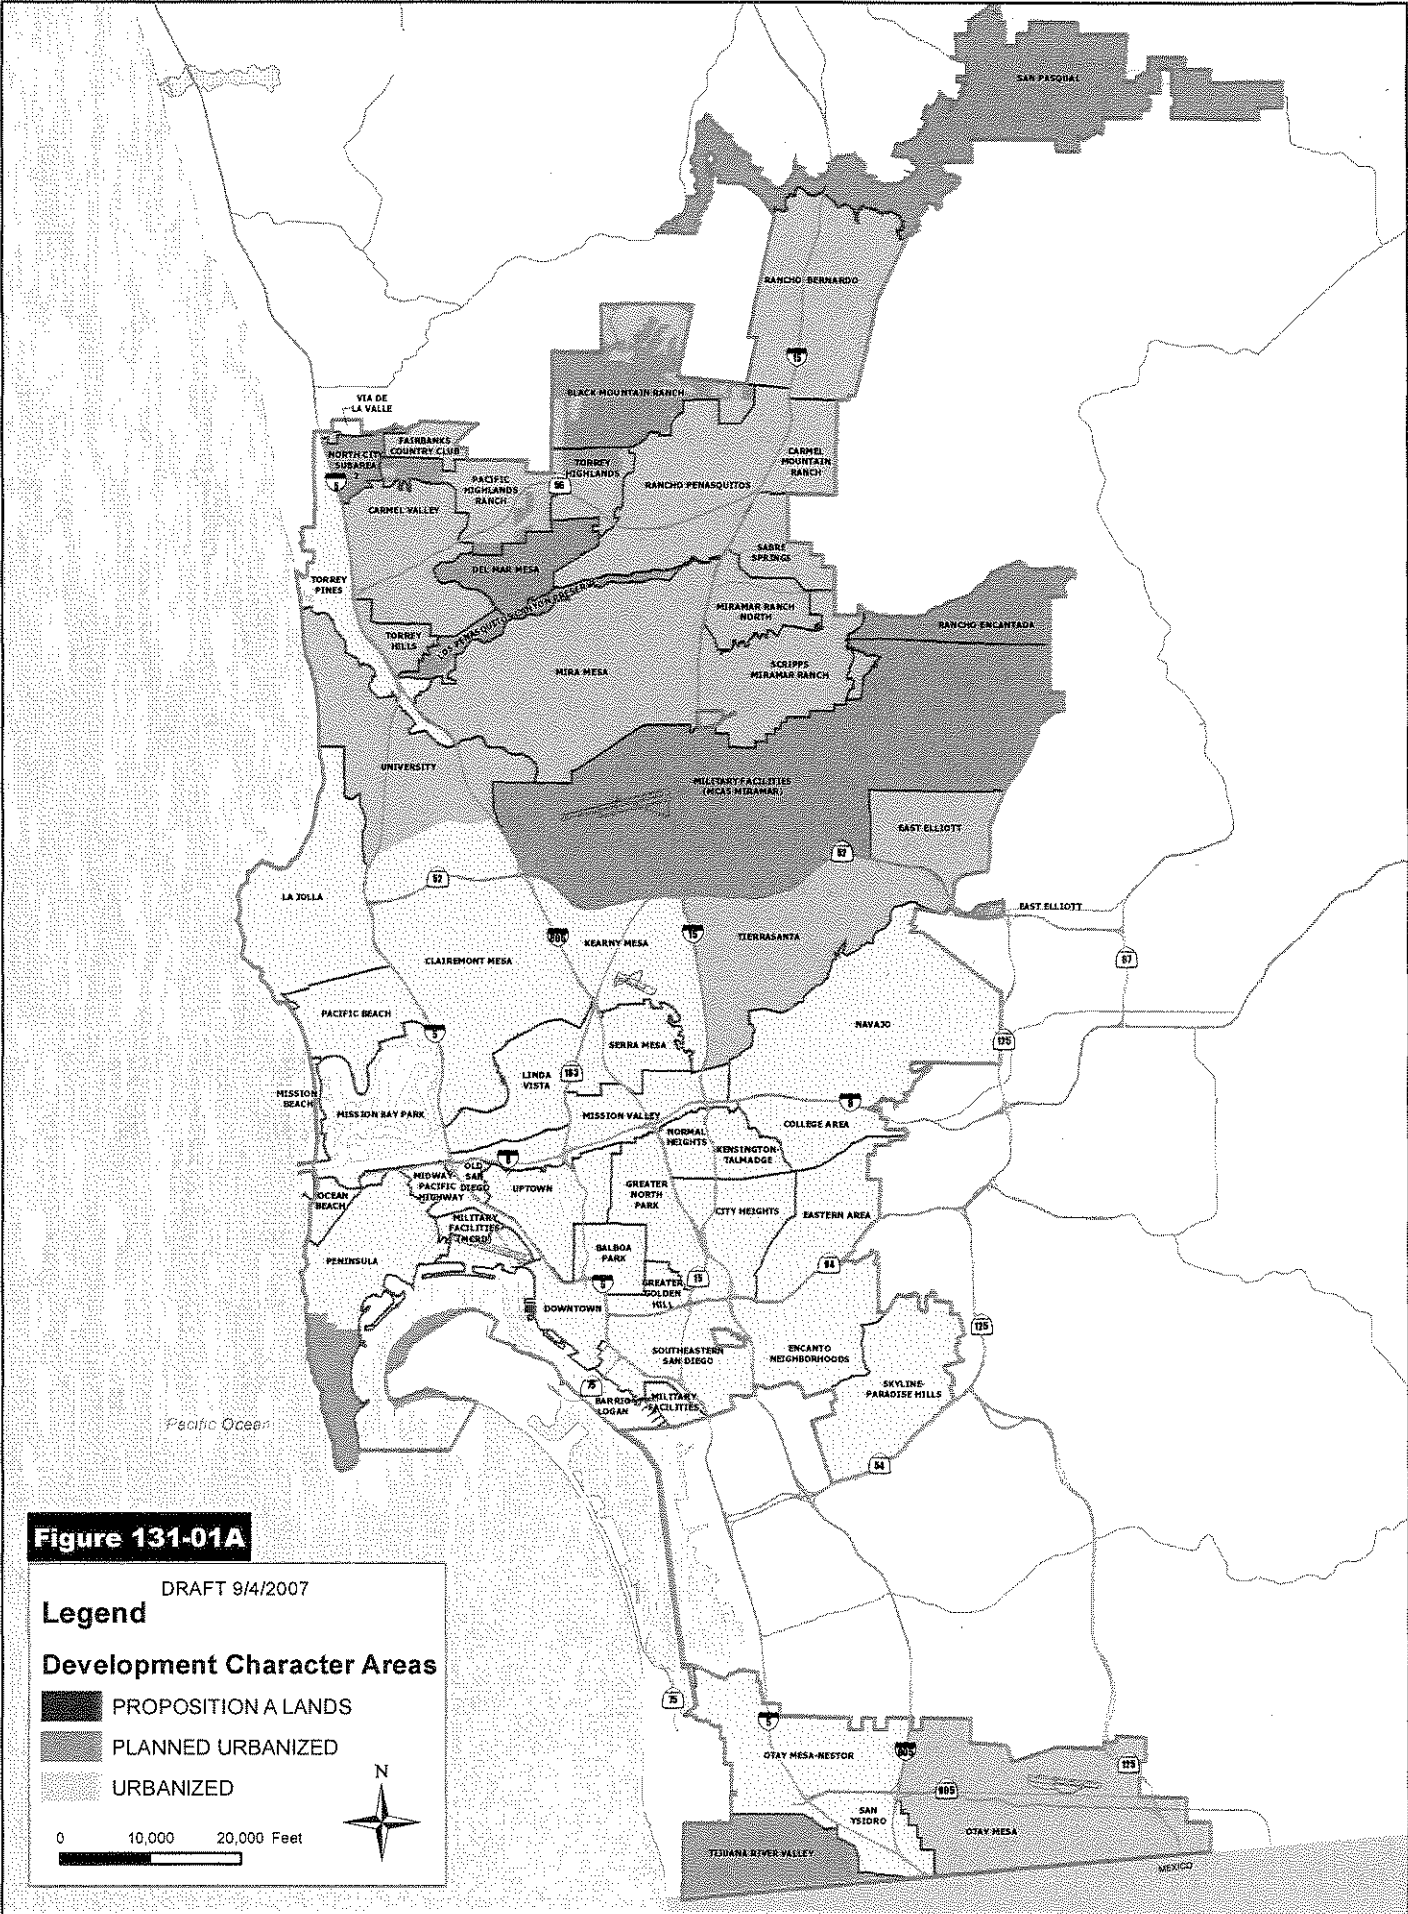 SAN PASQUAL
RANCHO BERNARDO
15
BLACK MOUNTAIN RANCH
VIA DE
LA VALLE
FAIRBANKS
COUNTRY CLUB
NORTH CITY
SUBAREA
2
5
TORREY
HIGHLANDS
CARMEL
MOUNTAIN
RANCH
PACIFIC
HIGHLANDS
RANCH
56
RANCHO PENASQUITOS
CARMEL VALLEY
SABRE
SPRINGS
DEL MAR MESA
TORREY
PINES
LOS PENASQUITOS CANYON PRESERVE
MIRAMAR RANCH
NORTH
RANCHO ENCANTADA
TORREY
HILLS
MIRA MESA
SCRIPPS
MIRAMAR RANCH
UNIVERSITY
MILITARY FACILITIES
(MCAS MIRAMAR)
EAST ELLIOTT
52
52
LA JOLLA
EAST ELLIOTT
805
KEARNY MESA
15
TIERRASANTA
CLAIREMONT MESA
67
PACIFIC BEACH
5
NAVAJO
125
SERRA MESA
LINDA
VISTA
163
MISSION
BEACH
MISSION BAY PARK
MISSION VALLEY
8
COLLEGE AREA
NORMAL
HEIGHTS
KENSINGTON-
TALMADGE
8
OLD
SAN
DIEGO
MIDWAY-
PACIFIC
HIGHWAY
UPTOWN
OCEAN
BEACH
GREATER
NORTH
PARK
CITY HEIGHTS
EASTERN AREA
MILITARY
FACILITIES
(MCRD)
PENINSULA
BALBOA
PARK
94
15
5
GREATER
GOLDEN
HILL
DOWNTOWN
125
SOUTHEASTERN
SAN DIEGO
ENCANTO
NEIGHBORHOODS
SKYLINE-
PARADISE HILLS
75
BARRIO
LOGAN
MILITARY
FACILITIES
Pacific Ocean
54
Figure 131-01A
DRAFT 9/4/2007
Legend
Development Character Areas
PROPOSITION A LANDS
PLANNED URBANIZED
URBANIZED
N
0 10,000 20,000 Feet
75
5
OTAY MESA-NESTOR
805
125
905
SAN
YSIDRO
OTAY MESA
TIJUANA RIVER VALLEY
MEXICO